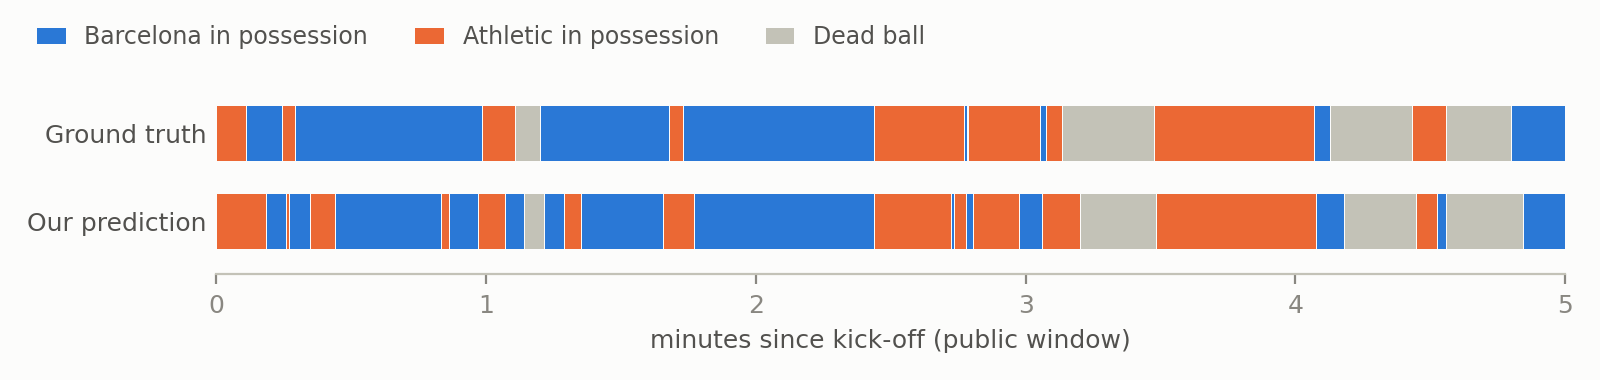 Barcelona in possession Athletic in possession Dead ball
Ground truth
Our prediction
0 1 2 3 4 5
minutes since kick-off (public window)